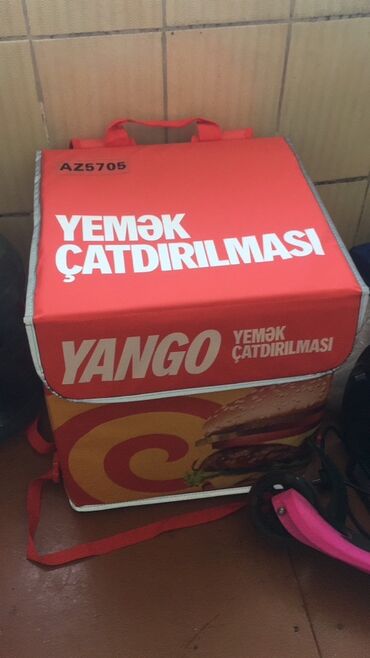 AZ5705
YEMƏK
ÇATDIRILMASI
YANGO YEMƏK
ÇATDIRILMASI